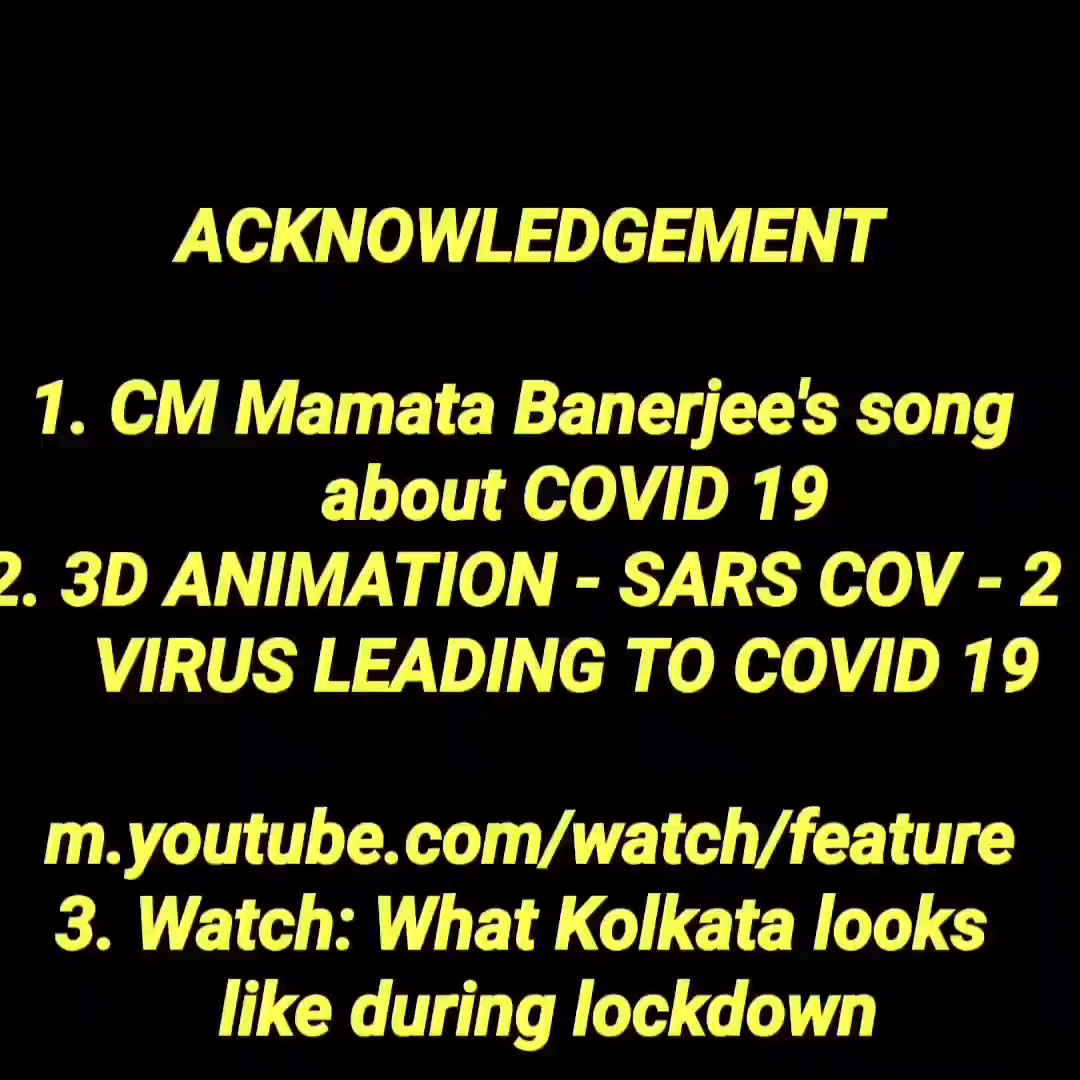 ACKNOWLEDGEMENT
1. CM Mamata Banerjee's song
about COVID 19
2. 3D ANIMATION - SARS COV - 2
VIRUS LEADING TO COVID 19
m.youtube.com/watch/feature
3. Watch: What Kolkata looks
like during lockdown